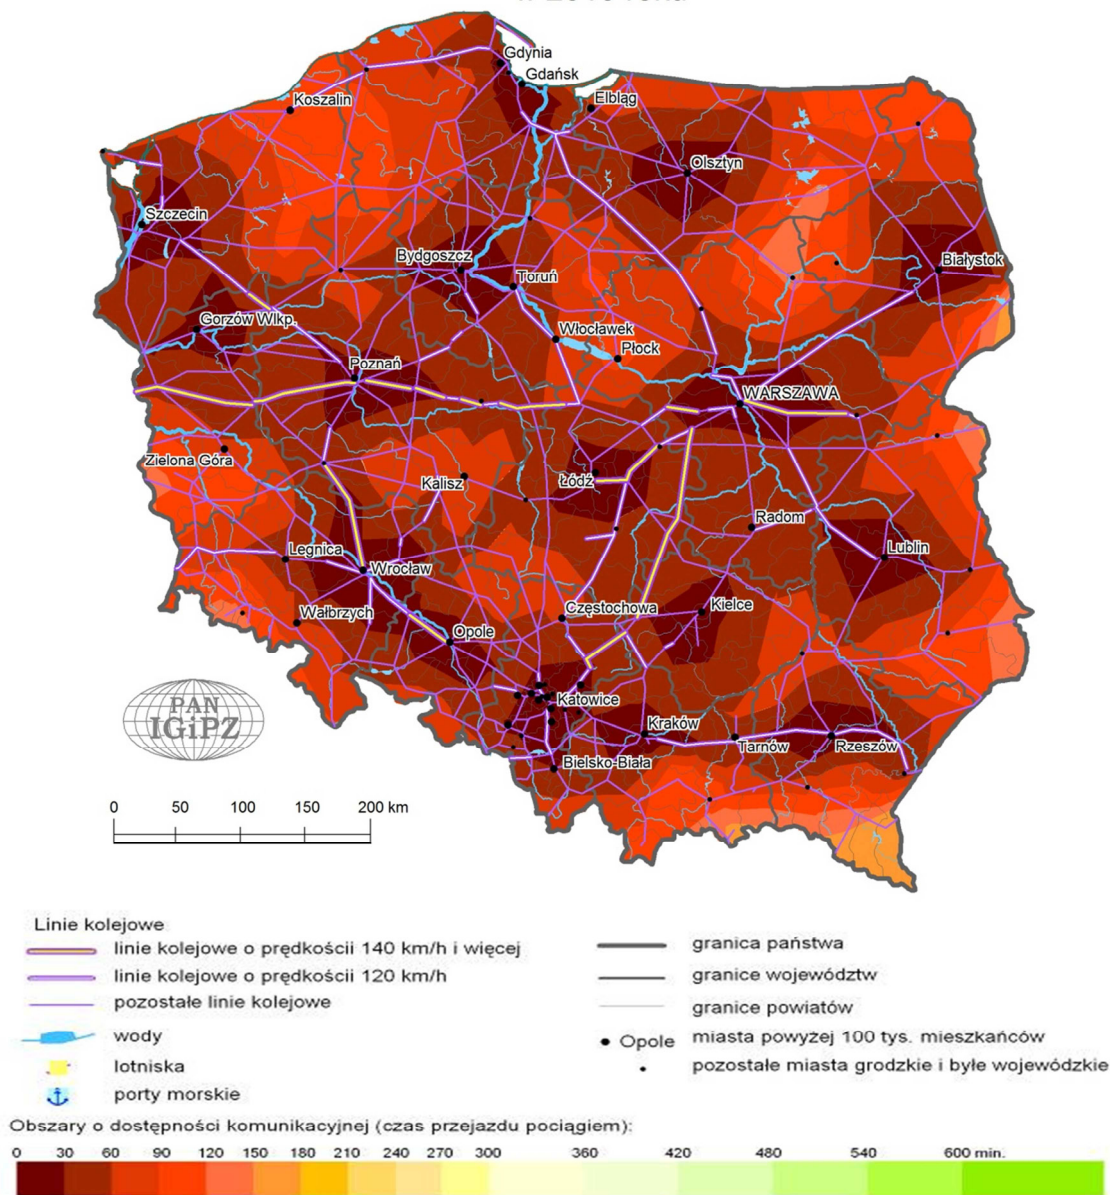 Gdynia
Gdańsk
Koszalin
Elbląg
Olsztyn
Szczecin
Bydgoszcz
Białystok
Toruń
Gorzów Wlkp.
Włocławek
Płock
Poznań
WARSZAWA
Zielona Góra
Kalisz
Łódź
Radom
Legnica
Lublin
Wrocław
Częstochowa
Kielce
Wałbrzych
Opole
PAN
IGiPZ
Katowice
Kraków
Tarnów
Rzeszów
Bielsko-Biała
0 50 100 150 200 km
Linie kolejowe
linie kolejowe o prędkościi 140 km/h i więcej
linie kolejowe o prędkościi 120 km/h
pozostałe linie kolejowe
wody
lotniska
porty morskie
granica państwa
granice województw
granice powiatów
Opole miasta powyżej 100 tys. mieszkańców
pozostałe miasta grodzkie i byłe wojewódzkie
Obszary o dostępności komunikacyjnej (czas przejazdu pociągiem):
0 30 60 90 120 150 180 210 240 270 300 360 420 480 540 600 min.